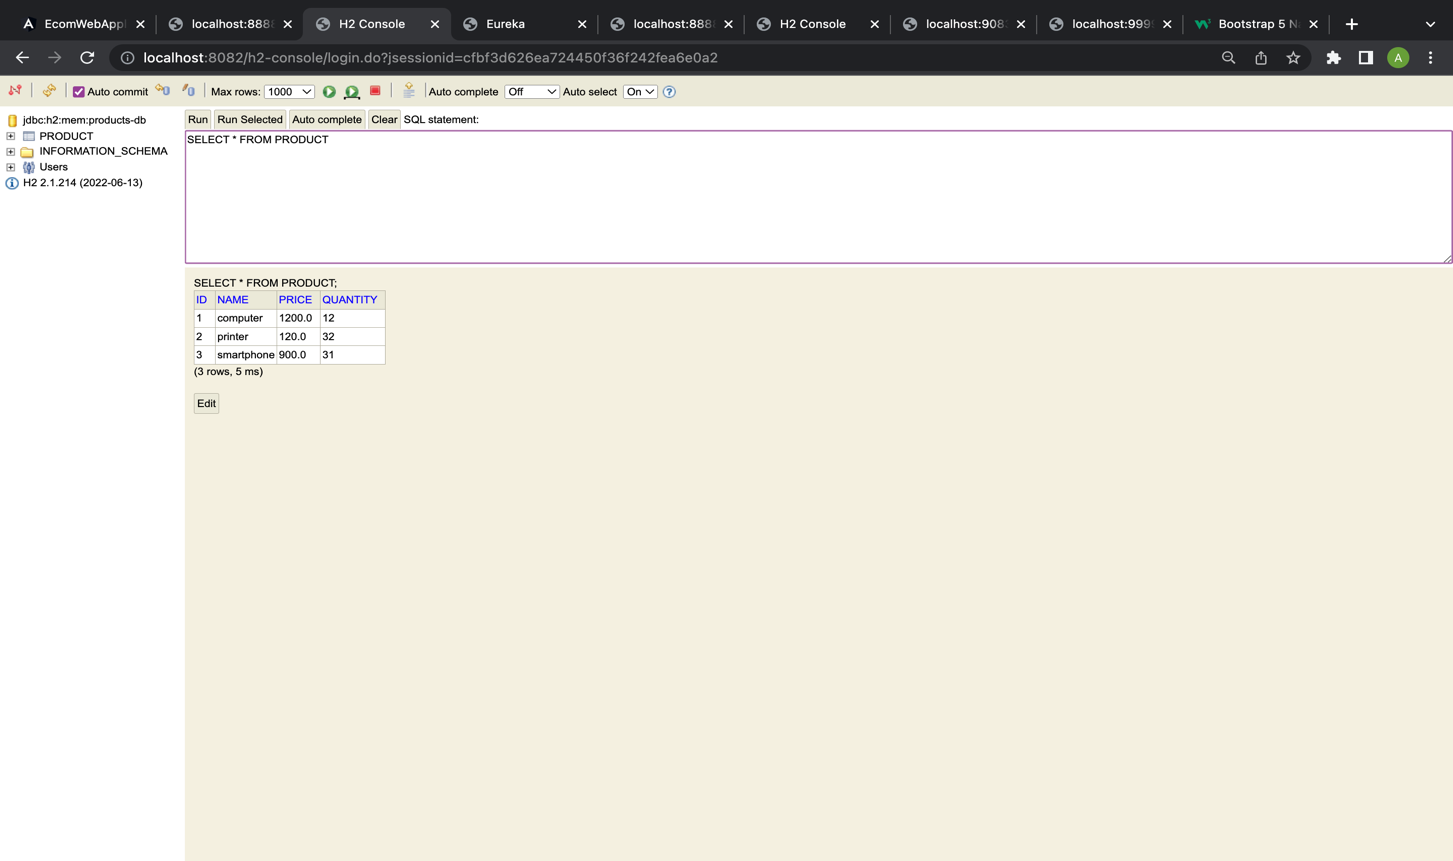 EcomWebApp
localhost:8888
H2 Console
Eureka
localhost:888
H2 Console
localhost:908
localhost:999
Bootstrap 5 N
localhost:8082/h2-console/login.do?jsessionid=cfbf3d626ea724450f36f242fea6e0a2
A
Auto commit
Max rows: 1000
Auto complete Off
Auto select On
jdbc:h2:mem:products-db
PRODUCT
INFORMATION_SCHEMA
Users
H2 2.1.214 (2022-06-13)
Run Run Selected Auto complete Clear SQL statement:
SELECT * FROM PRODUCT
SELECT * FROM PRODUCT;
ID NAME PRICE QUANTITY
1 computer 1200.0 12
2 printer 120.0 32
3 smartphone 900.0 31
(3 rows, 5 ms)
Edit